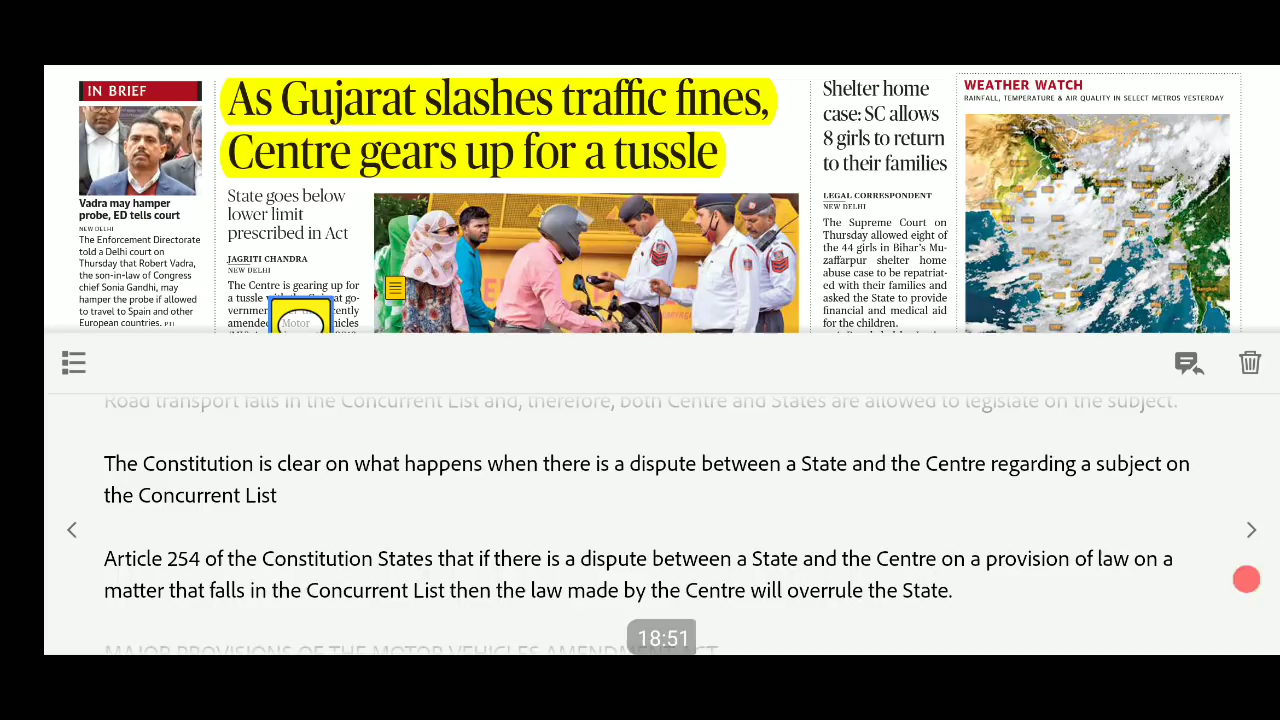 IN BRIEF
Vadra may hamper
probe, ED tells court
NEW DELHI
The Enforcement Directorate
told a Delhi court on
Thursday that Robert Vadra,
the son-in-law of Congress
chief Sonia Gandhi, may
hamper the probe if allowed
to travel to Spain and other
European countries.
As Gujarat slashes traffic fines,
Centre gears up for a tussle
State goes below
lower limit
prescribed in Act
JAGRITI CHANDRA
NEW DELHI
The Centre is gearing up for
a tussle
amended Motor
Shelter home
case: SC allows
8 girls to return
to their families
LEGAL CORRESPONDENT
NEW DELHI
The Supreme Court on
Thursday allowed eight of
the 44 girls in Bihar's Mu-
zaffarpur shelter home
abuse case to be repatriat-
ed with their families and
asked the State to provide
financial and medical aid
for the children.
WEATHER WATCH
RAINFALL, TEMPERATURE & AIR QUALITY IN SELECT METROS YESTERDAY
Road transport falls in the Concurrent List and, therefore, both Centre and States are allowed to legislate on the subject.
The Constitution is clear on what happens when there is a dispute between a State and the Centre regarding a subject on
the Concurrent List
Article 254 of the Constitution States that if there is a dispute between a State and the Centre on a provision of law on a
matter that falls in the Concurrent List then the law made by the Centre will overrule the State.
18:51
MAJOR PROVISIONS OF THE MOTOR VEHICLES AMENDMENT ACT